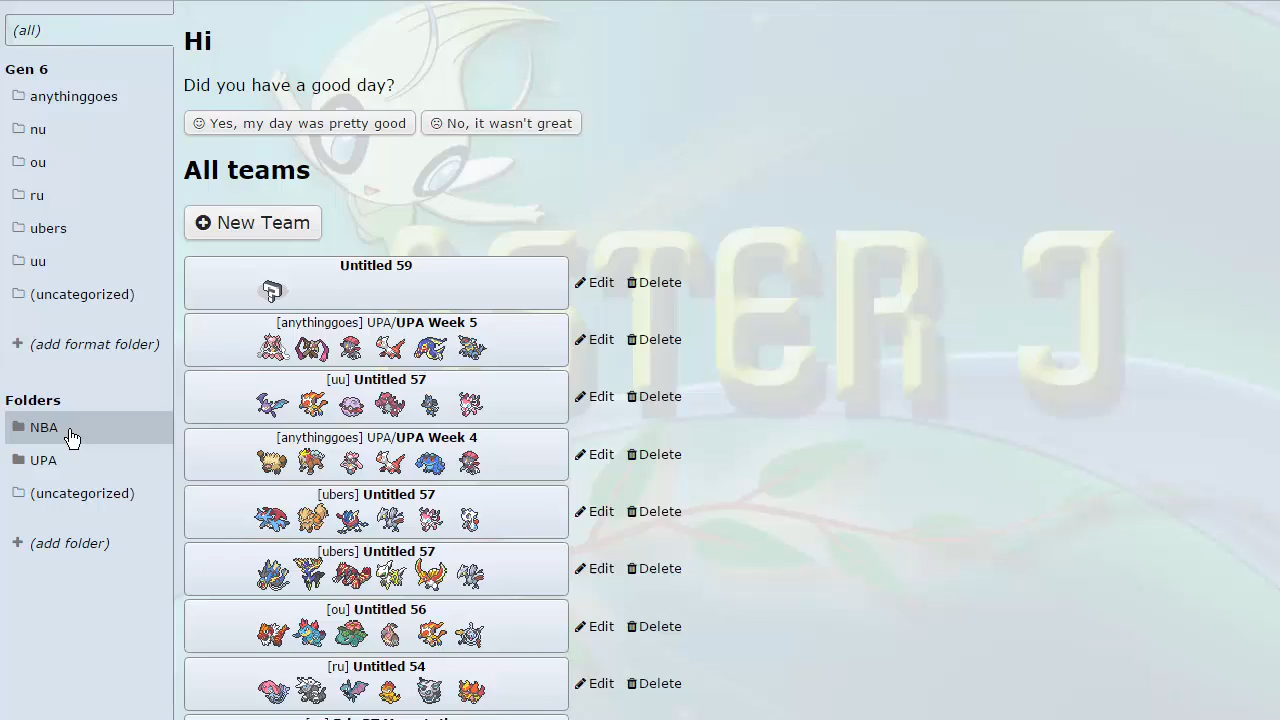 (all)
Gen 6
anythinggoes
nu
ou
ru
ubers
uu
(uncategorized)
(add format folder)
Folders
NBA
UPA
(uncategorized)
(add folder)
Hi
Did you have a good day?
Yes, my day was pretty good
No, it wasn't great
All teams
New Team
Untitled 59
Edit Delete
[anythinggoes] UPA/UPA Week 5
Edit Delete
[uu] Untitled 57
Edit Delete
[anythinggoes] UPA/UPA Week 4
Edit Delete
[ubers] Untitled 57
Edit Delete
[ubers] Untitled 57
Edit Delete
[ou] Untitled 56
Edit Delete
[ru] Untitled 54
Edit Delete